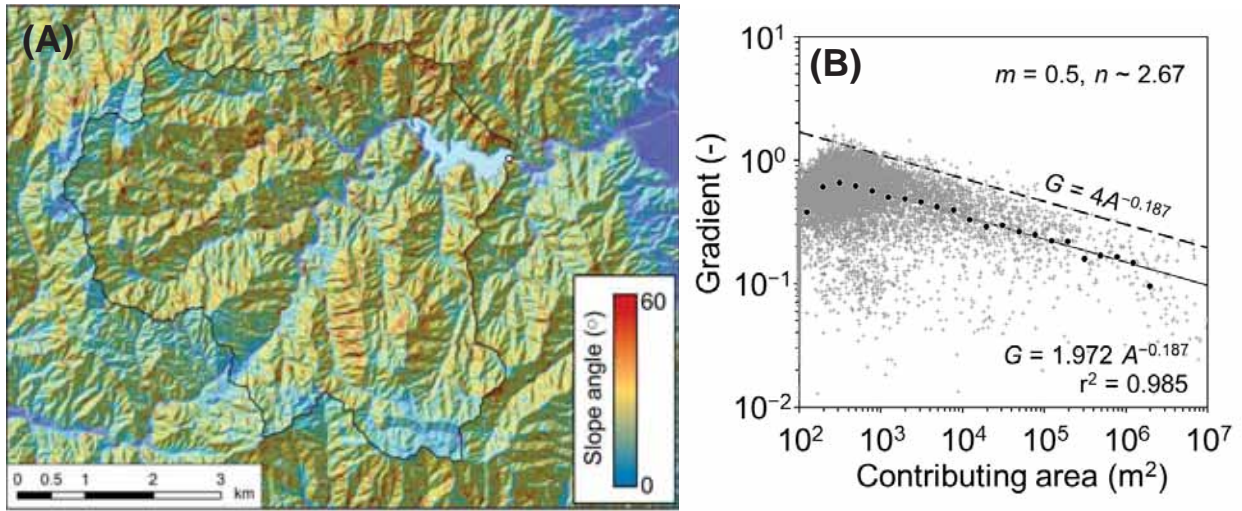 (A)
60
Slope angle (○)
0
0 0.5 1 2 3
km
(B)
m = 0.5, n ~ 2.67
10¹
10⁰
10⁻¹
10⁻²
Gradient (-)
G = 4A⁻⁰·¹⁸⁷
G = 1.972 A⁻⁰·¹⁸⁷
r² = 0.985
10² 10³ 10⁴ 10⁵ 10⁶ 10⁷
Contributing area (m²)